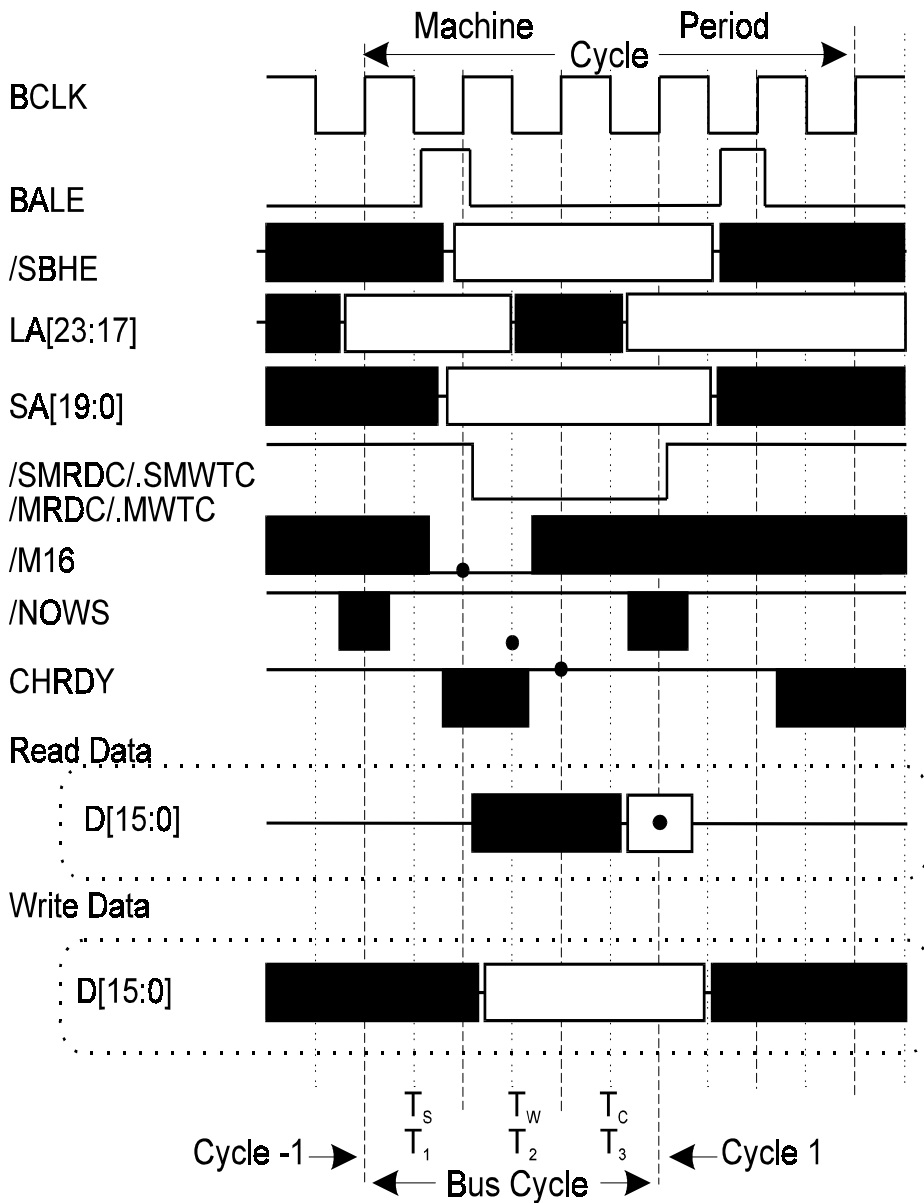 Machine Period
Cycle
BCLK
BALE
/SBHE
LA[23:17]
SA[19:0]
/SMRDC/.SMWTC
/MRDC/.MWTC
/M16
/NOWS
CHRDY
Read Data
D[15:0]
Write Data
D[15:0]
TS TW TC
T1 T2 T3
Cycle -1 Cycle 1
Bus Cycle